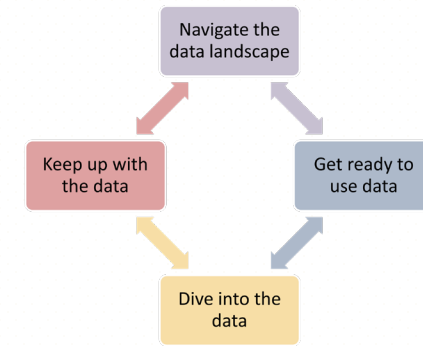 Navigate the
data landscape
Keep up with
the data
Get ready to
use data
Dive into the
data